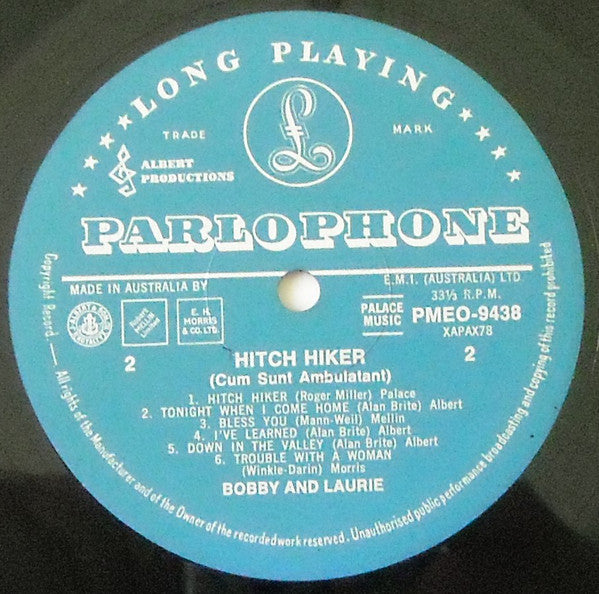 LONG PLAYING
TRADE MARK
£
ALBERT
PRODUCTIONS
PARLOPHONE
MADE IN AUSTRALIA BY
E.M.I. (AUSTRALIA) LTD
33⅓ R.P.M.
ALBERT & SON
E. H.
MORRIS
& CO. LTD.
PALACE
MUSIC
PMEO-9438
XAPAX78
2
2
HITCH HIKER
(Cum Sunt Ambulatant)
1. HITCH HIKER (Roger Miller) Palace
2. TONIGHT WHEN I COME HOME (Alan Brite) Albert
3. BLESS YOU (Mann-Weil) Mellin
4. I'VE LEARNED (Alan Brite) Albert
5. DOWN IN THE VALLEY (Alan Brite) Albert
6. TROUBLE WITH A WOMAN
(Winkle-Darin) Morris
BOBBY AND LAURIE
Copyright Record. — All rights of the Manufacturer and of the Owner of the recorded work reserved. Unauthorised public performance broadcasting and copying of this record prohibited